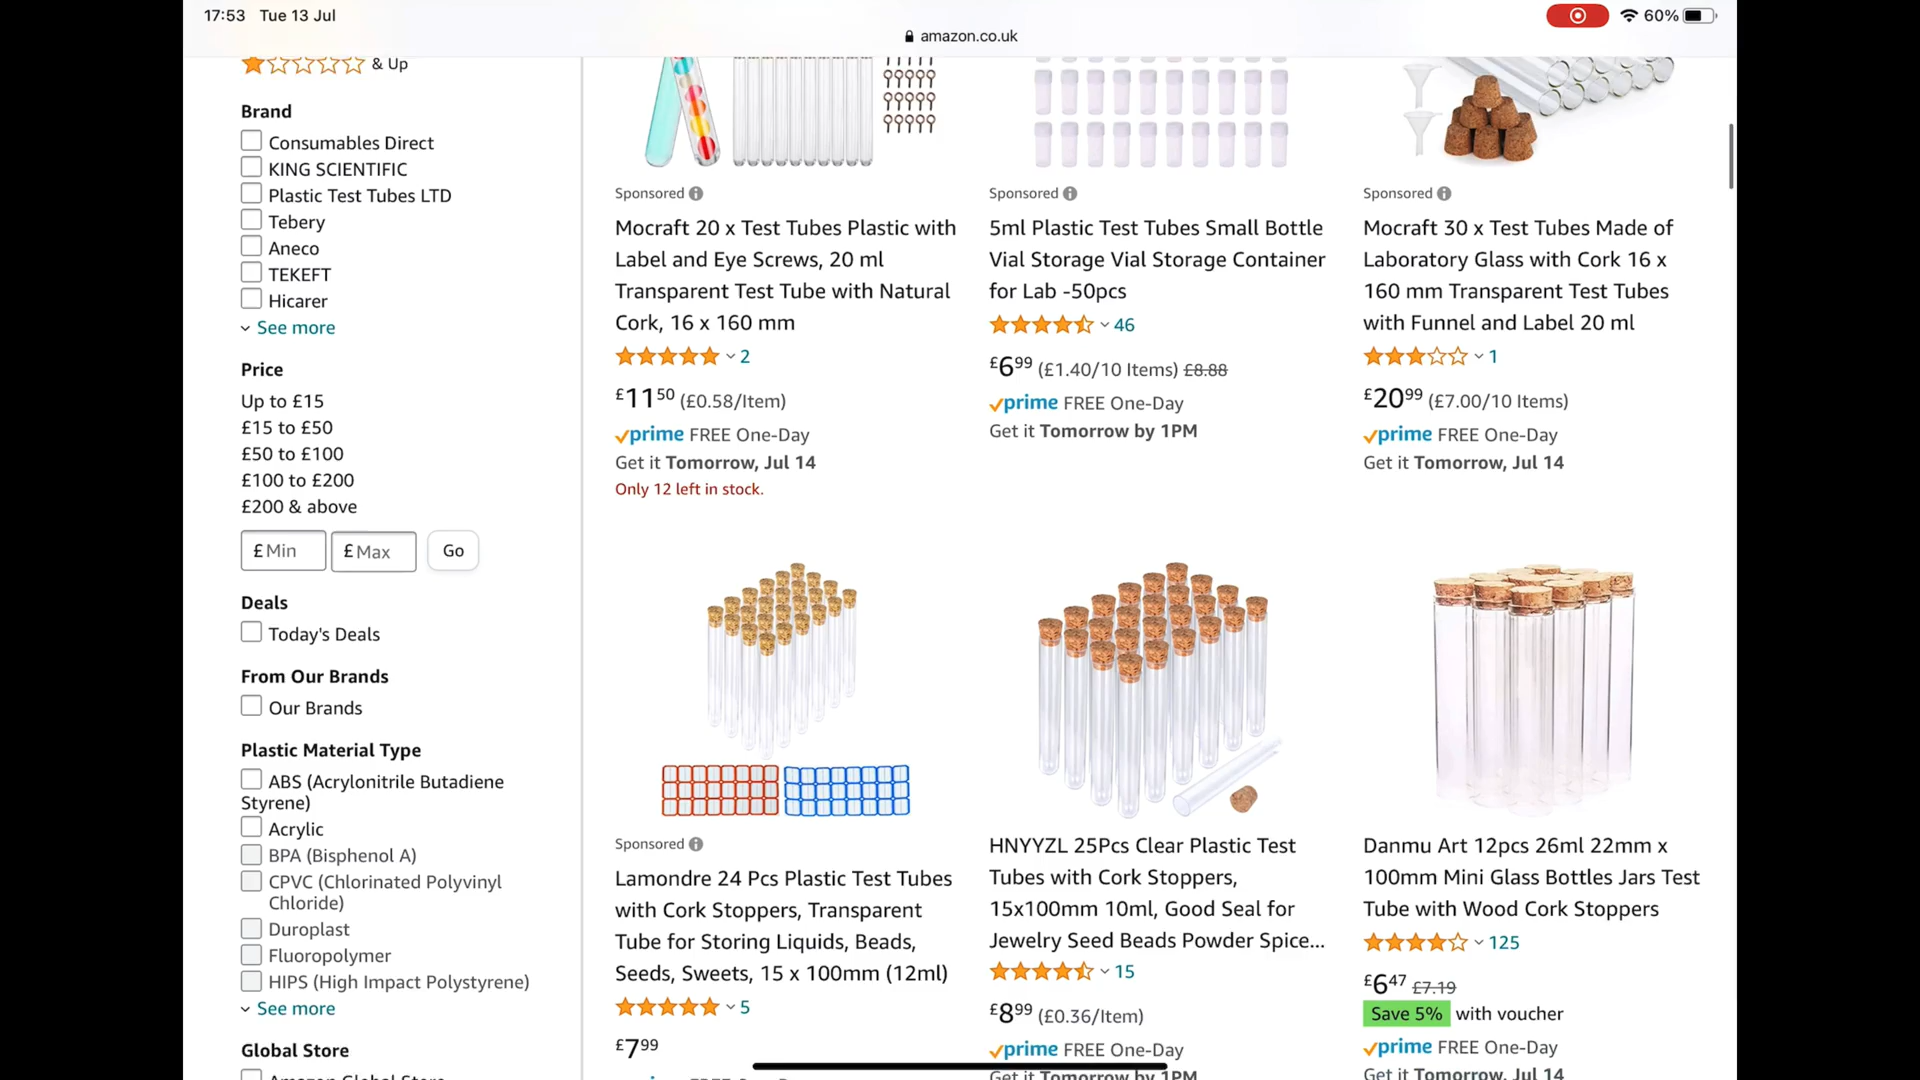 17:53 Tue 13 Jul
60%
amazon.co.uk
& Up
Brand
Consumables Direct
KING SCIENTIFIC
Plastic Test Tubes LTD
Tebery
Aneco
TEKEFT
Hicarer
See more
Price
Up to £15
£15 to £50
£50 to £100
£100 to £200
£200 & above
£ Min £ Max Go
Deals
Today's Deals
From Our Brands
Our Brands
Plastic Material Type
ABS (Acrylonitrile Butadiene
Styrene)
Acrylic
BPA (Bisphenol A)
CPVC (Chlorinated Polyvinyl
Chloride)
Duroplast
Fluoropolymer
HIPS (High Impact Polystyrene)
See more
Global Store
Amazon Global Store
Sponsored
Mocraft 20 x Test Tubes Plastic with
Label and Eye Screws, 20 ml
Transparent Test Tube with Natural
Cork, 16 x 160 mm
2
£1150 (£0.58/Item)
prime FREE One-Day
Get it Tomorrow, Jul 14
Only 12 left in stock.
Sponsored
5ml Plastic Test Tubes Small Bottle
Vial Storage Vial Storage Container
for Lab -50pcs
46
£699 (£1.40/10 Items) £8.88
prime FREE One-Day
Get it Tomorrow by 1PM
Sponsored
Mocraft 30 x Test Tubes Made of
Laboratory Glass with Cork 16 x
160 mm Transparent Test Tubes
with Funnel and Label 20 ml
1
£2099 (£7.00/10 Items)
prime FREE One-Day
Get it Tomorrow, Jul 14
Sponsored
Lamondre 24 Pcs Plastic Test Tubes
with Cork Stoppers, Transparent
Tube for Storing Liquids, Beads,
Seeds, Sweets, 15 x 100mm (12ml)
5
£799
HNYYZL 25Pcs Clear Plastic Test
Tubes with Cork Stoppers,
15x100mm 10ml, Good Seal for
Jewelry Seed Beads Powder Spice...
15
£899 (£0.36/Item)
prime FREE One-Day
Get it Tomorrow by 1PM
Danmu Art 12pcs 26ml 22mm x
100mm Mini Glass Bottles Jars Test
Tube with Wood Cork Stoppers
125
£647 £7.19
Save 5% with voucher
prime FREE One-Day
Get it Tomorrow, Jul 14